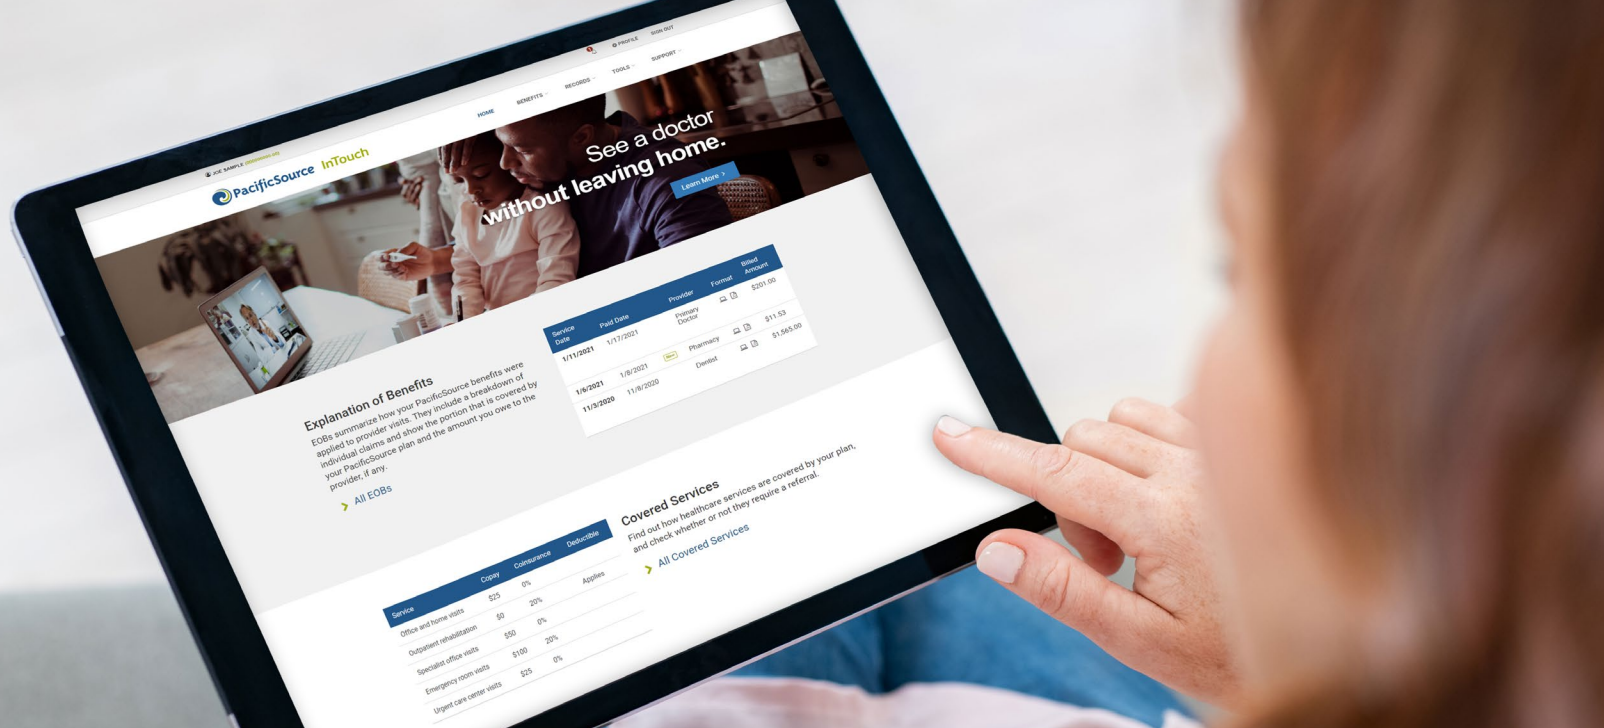 PROFILE
SIGN OUT
JOE SAMPLE
PacificSource InTouch
HOME
BENEFITS
RECORDS
TOOLS
SUPPORT
See a doctor
without leaving home.
Learn More >
Explanation of Benefits
EOBs summarize how your PacificSource benefits were
applied to provider visits. They include a breakdown of
individual claims and show the portion that is covered by
your PacificSource plan and the amount you owe to the
provider, if any.
All EOBs
Service Date Paid Date Provider Format Billed Amount
1/11/2021 1/17/2021 Primary Doctor $201.00
1/6/2021 1/8/2021 Pharmacy $11.53
11/3/2020 11/8/2020 Dentist $1,565.00
Service Copay Coinsurance Deductible
Office and home visits $25 0%
Outpatient rehabilitation $0 20% Applies
Specialist office visits $50 0%
Emergency room visits $100 20%
Urgent care center visits $25 0%
Covered Services
Find out how healthcare services are covered by your plan,
and check whether or not they require a referral.
All Covered Services